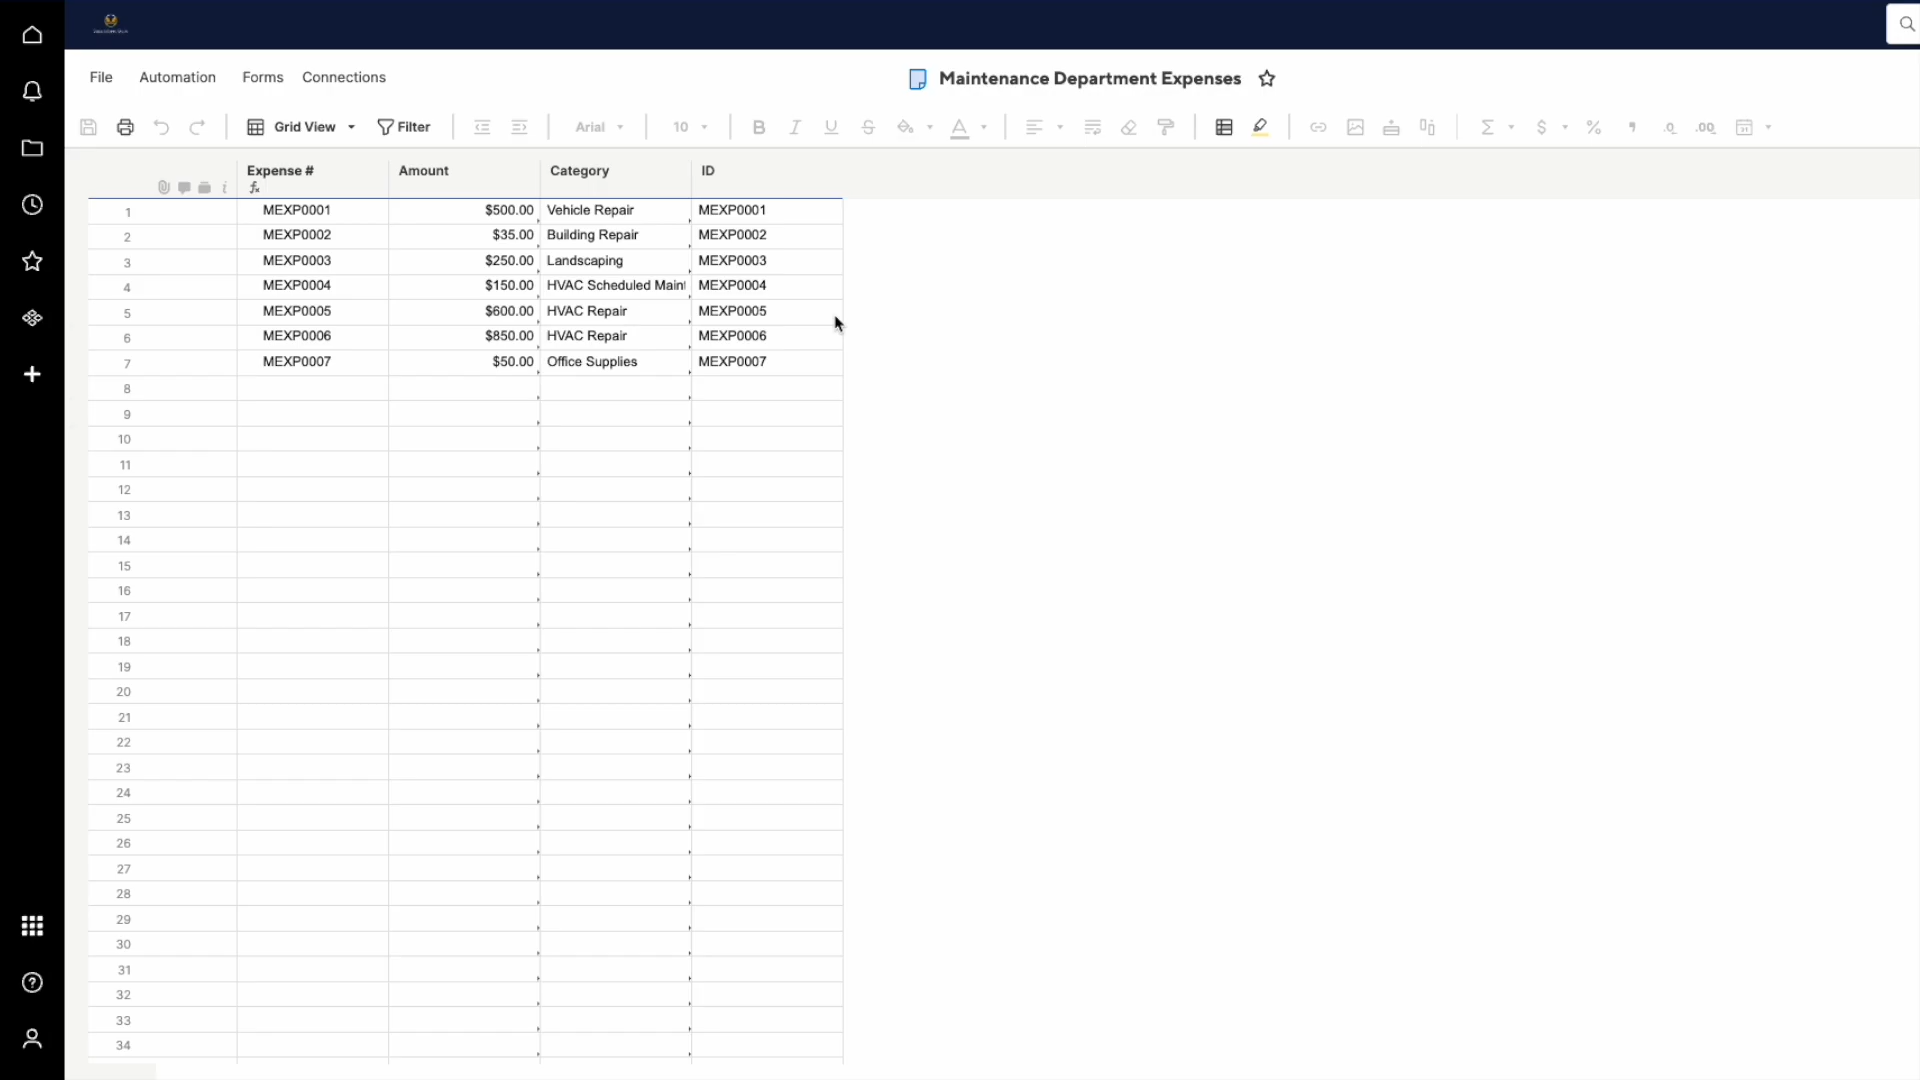 File Automation Forms Connections Maintenance Department Expenses
Grid View Filter Arial 10 B I U S A Σ $ % .0 .00
Expense # Amount Category ID
fx
1 MEXP0001 $500.00 Vehicle Repair MEXP0001
2 MEXP0002 $35.00 Building Repair MEXP0002
3 MEXP0003 $250.00 Landscaping MEXP0003
4 MEXP0004 $150.00 HVAC Scheduled Maint MEXP0004
5 MEXP0005 $600.00 HVAC Repair MEXP0005
6 MEXP0006 $850.00 HVAC Repair MEXP0006
7 MEXP0007 $50.00 Office Supplies MEXP0007
8
9
10
11
12
13
14
15
16
17
18
19
20
21
22
23
24
25
26
27
28
29
30
31
32
33
34